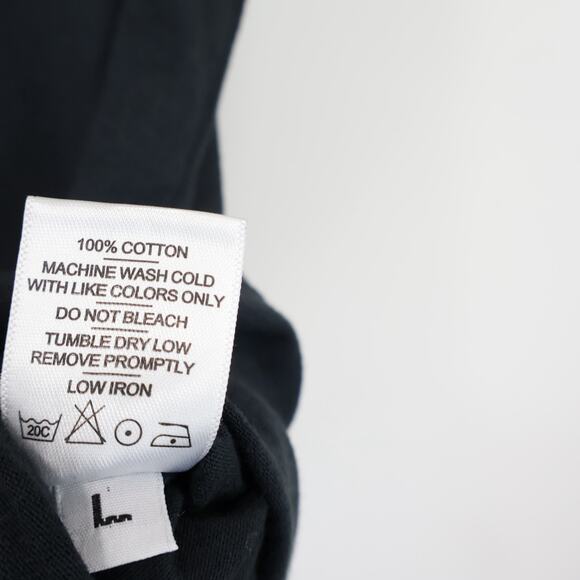 100% COTTON
MACHINE WASH COLD
WITH LIKE COLORS ONLY
DO NOT BLEACH
TUMBLE DRY LOW
REMOVE PROMPTLY
LOW IRON
20C
L